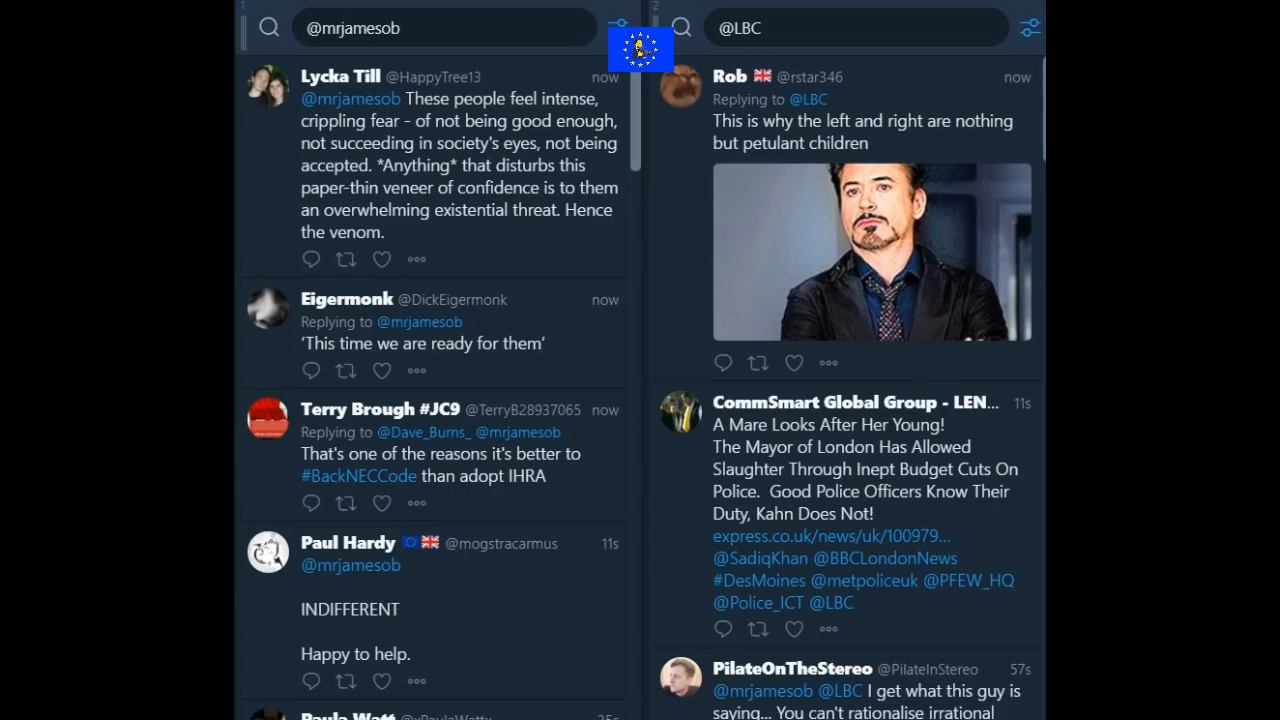 1
@mrjamesob
Lycka Till @HappyTree13 now
@mrjamesob These people feel intense,
crippling fear - of not being good enough,
not succeeding in society's eyes, not being
accepted. *Anything* that disturbs this
paper-thin veneer of confidence is to them
an overwhelming existential threat. Hence
the venom.
Eigermonk @DickEigermonk now
Replying to @mrjamesob
‘This time we are ready for them’
Terry Brough #JC9 @TerryB28937065 now
Replying to @Dave_Burns_ @mrjamesob
That's one of the reasons it's better to
#BackNECCode than adopt IHRA
Paul Hardy @mogstracarmus 11s
@mrjamesob
INDIFFERENT
Happy to help.
Paula Watt @xPaulaWattx 25s
2
@LBC
Rob @rstar346 now
Replying to @LBC
This is why the left and right are nothing
but petulant children
CommSmart Global Group - LEN... 11s
A Mare Looks After Her Young!
The Mayor of London Has Allowed
Slaughter Through Inept Budget Cuts On
Police. Good Police Officers Know Their
Duty, Kahn Does Not!
express.co.uk/news/uk/100979...
@SadiqKhan @BBCLondonNews
#DesMoines @metpoliceuk @PFEW_HQ
@Police_ICT @LBC
PilateOnTheStereo @PilateInStereo 57s
@mrjamesob @LBC I get what this guy is
saying... You can't rationalise irrational